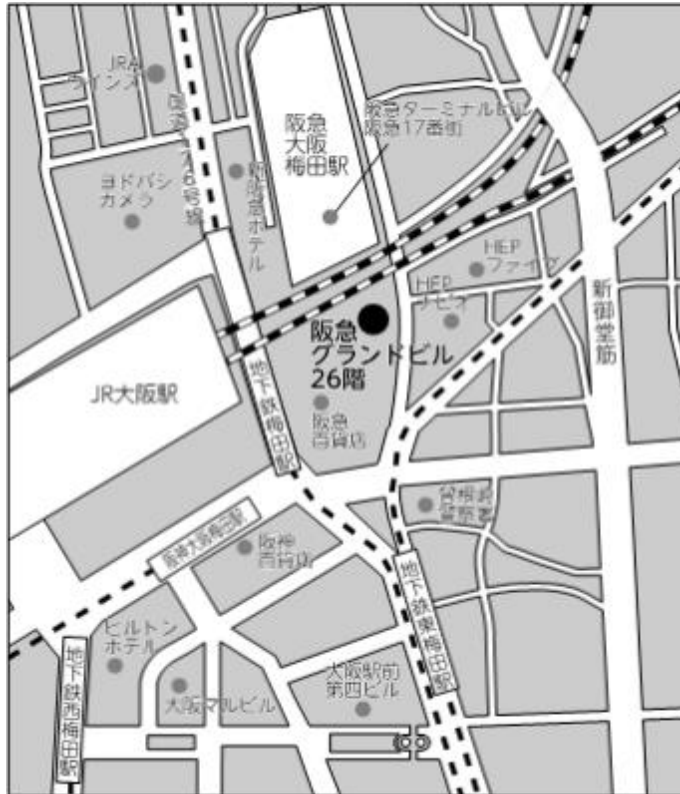 JRA
ウインズ
国道176号線
阪急
大阪
梅田駅
阪急ターミナルビル
阪急17番街
ヨドバシ
カメラ
新阪急ホテル
HEP
ファイブ
HEP
ナビオ
新御堂筋
阪急
グランドビル
26階
JR大阪駅
地下鉄梅田駅
阪急
百貨店
曽根崎
警察署
阪神大阪梅田駅
阪神
百貨店
地下鉄東梅田駅
ヒルトン
ホテル
地下鉄西梅田駅
大阪マルビル
大阪駅前
第四ビル